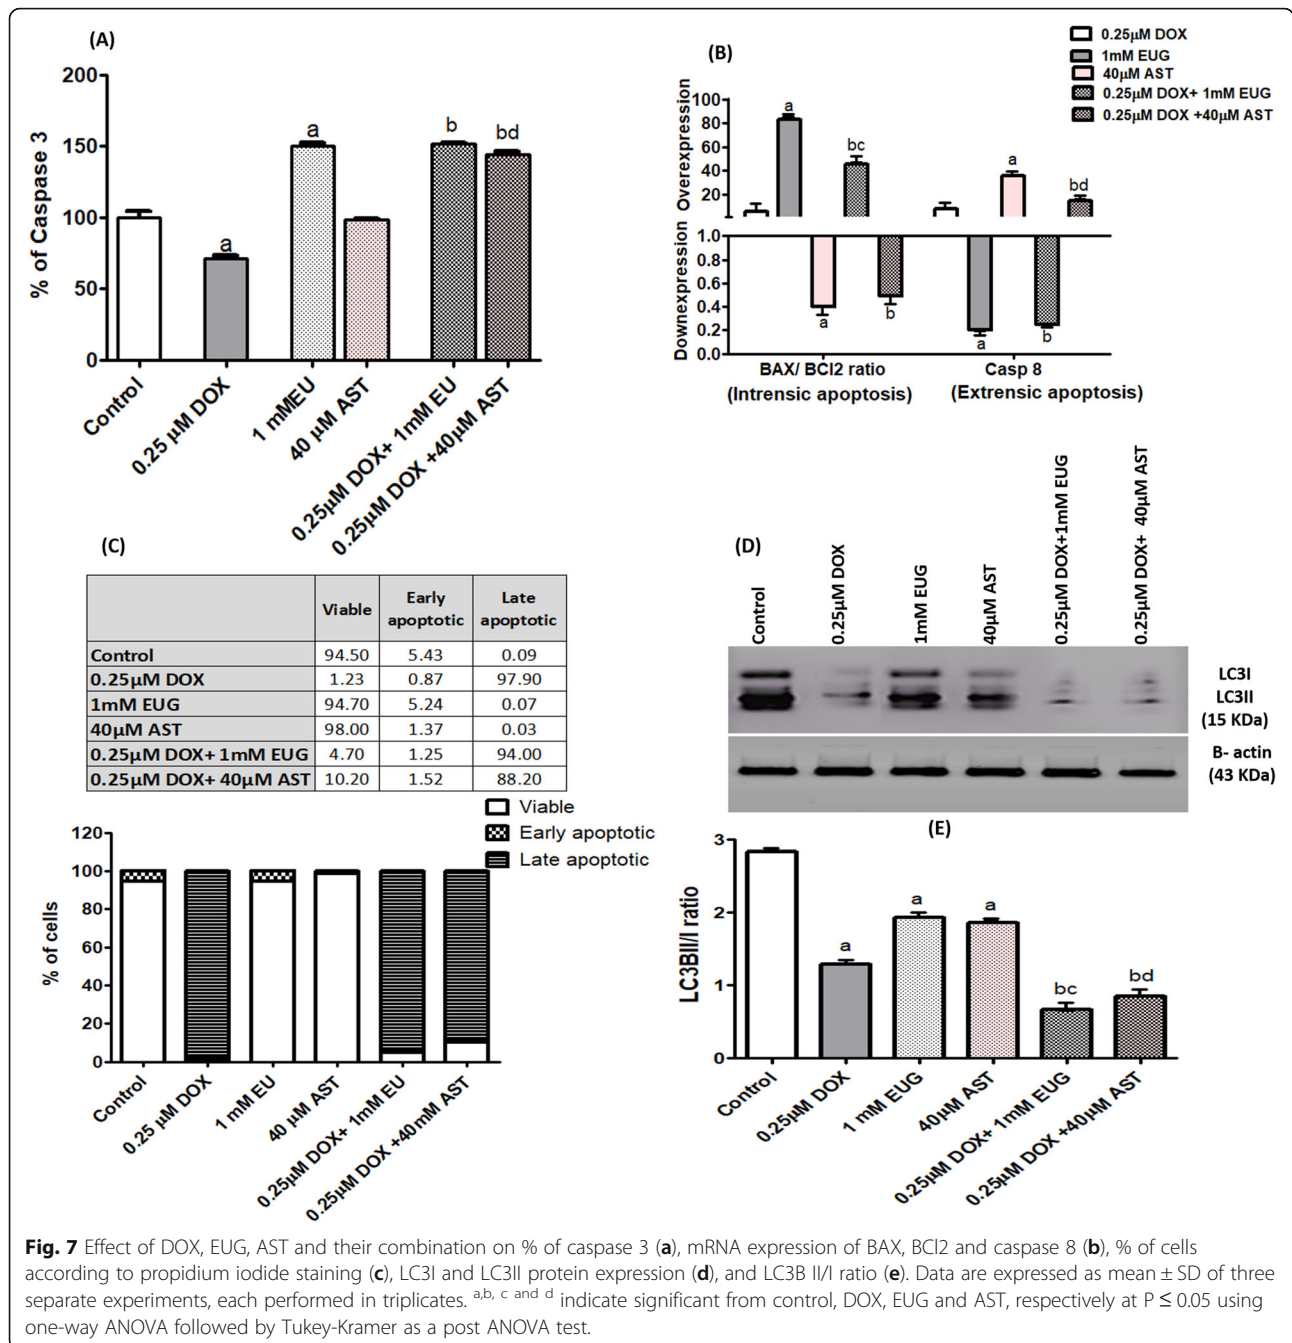 (A)
200
150
100
50
0
% of Caspase 3
a
a
b
bd
Control
0.25 µM DOX
1 mMEU
40 µM AST
0.25µM DOX+ 1mM EU
0.25µM DOX +40µM AST
(B)
0.25µM DOX
1mM EUG
40µM AST
0.25µM DOX+ 1mM EUG
0.25µM DOX +40µM AST
Overexpression
Downexpression
100
80
60
40
20
1.0
0.8
0.6
0.4
0.2
0.0
a
bc
a
bd
a
b
a
b
BAX/ BCl2 ratio
(Intrensic apoptosis)
Casp 8
(Extrensic apoptosis)
(C)
Viable Early apoptotic Late apoptotic
Control 94.50 5.43 0.09
0.25µM DOX 1.23 0.87 97.90
1mM EUG 94.70 5.24 0.07
40µM AST 98.00 1.37 0.03
0.25µM DOX+ 1mM EUG 4.70 1.25 94.00
0.25µM DOX+ 40µM AST 10.20 1.52 88.20
Viable
Early apoptotic
Late apoptotic
120
100
80
60
40
20
0
% of cells
Control
0.25 µM DOX
1 mM EU
40 µM AST
0.25µM DOX+ 1mM EU
0.25µM DOX +40mM AST
(D)
Control
0.25µM DOX
1mM EUG
40µM AST
0.25µM DOX+1mM EUG
0.25µM DOX+ 40µM AST
LC3I
LC3II
(15 KDa)
B- actin
(43 KDa)
(E)
3
2
1
0
LC3BII/I ratio
a
a
a
bc
bd
Control
0.25µM DOX
1 mM EUG
40µM AST
0.25µM DOX+ 1mM EUG
0.25µM DOX +40µM AST
Fig. 7 Effect of DOX, EUG, AST and their combination on % of caspase 3 (a), mRNA expression of BAX, BCl2 and caspase 8 (b), % of cells
according to propidium iodide staining (c), LC3I and LC3II protein expression (d), and LC3B II/I ratio (e). Data are expressed as mean ± SD of three
separate experiments, each performed in triplicates. a,b, c and d indicate significant from control, DOX, EUG and AST, respectively at P ≤ 0.05 using
one-way ANOVA followed by Tukey-Kramer as a post ANOVA test.